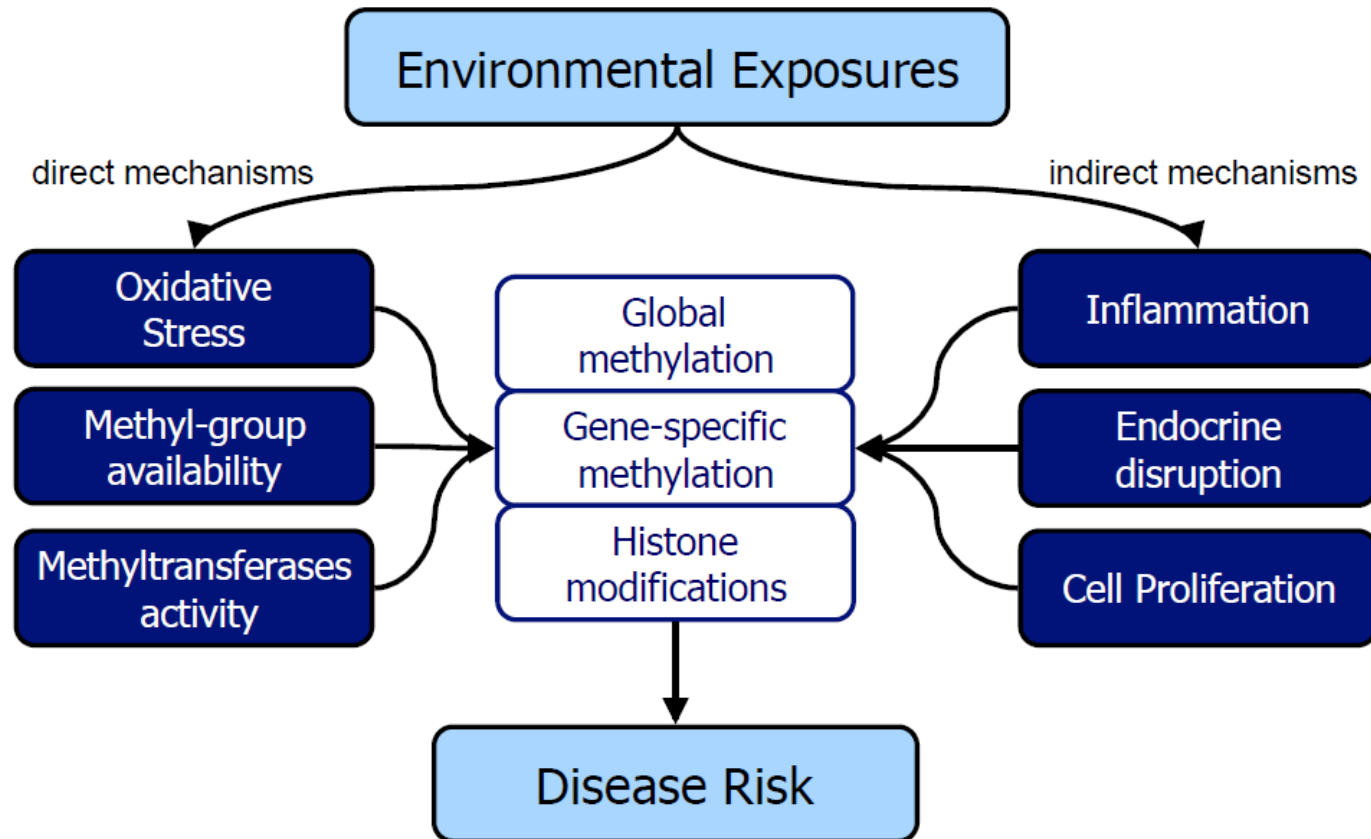 Environmental Exposures
direct mechanisms
indirect mechanisms
Oxidative
Stress
Methyl-group
availability
Methyltransferases
activity
Global
methylation
Gene-specific
methylation
Histone
modifications
Inflammation
Endocrine
disruption
Cell Proliferation
Disease Risk